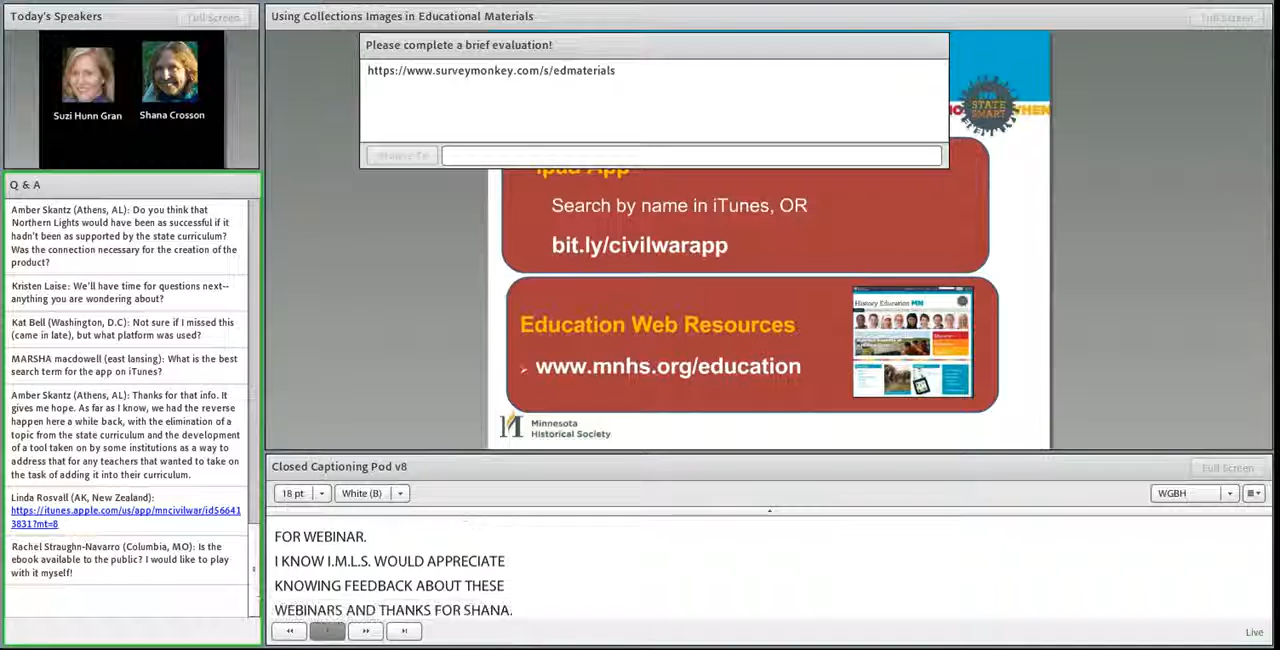 Today's Speakers
Full Screen
Suzi Hunn Gran
Shana Crosson
Q & A
Amber Skantz (Athens, AL): Do you think that
Northern Lights would have been as successful if it
hadn't been as supported by the state curriculum?
Was the connection necessary for the creation of the
product?
Kristen Laise: We'll have time for questions next--
anything you are wondering about?
Kat Bell (Washington, D.C): Not sure if I missed this
(came in late), but what platform was used?
MARSHA macdowell (east lansing): What is the best
search term for the app on iTunes?
Amber Skantz (Athens, AL): Thanks for that info. It
gives me hope. As far as I know, we had the reverse
happen here a while back, with the elimination of a
topic from the state curriculum and the development
of a tool taken on by some institutions as a way to
address that for any teachers that wanted to take on
the task of adding it into their curriculum.
Linda Rosvall (AK, New Zealand):
https://itunes.apple.com/us/app/mncivilwar/id56641
3831?mt=8
Rachel Straughn-Navarro (Columbia, MO): Is the
ebook available to the public? I would like to play
with it myself!
Using Collections Images in Educational Materials
Full Screen
Please complete a brief evaluation!
https://www.surveymonkey.com/s/edmaterials
Browse To
STATE
SMART
WHEN
Ipad App
Search by name in iTunes, OR
bit.ly/civilwarapp
Education Web Resources
www.mnhs.org/education
History Education MN
Minnesota
Historical Society
Closed Captioning Pod v8
Full Screen
18 pt
White (B)
WGBH
FOR WEBINAR.
I KNOW I.M.L.S. WOULD APPRECIATE
KNOWING FEEDBACK ABOUT THESE
WEBINARS AND THANKS FOR SHANA.
Live